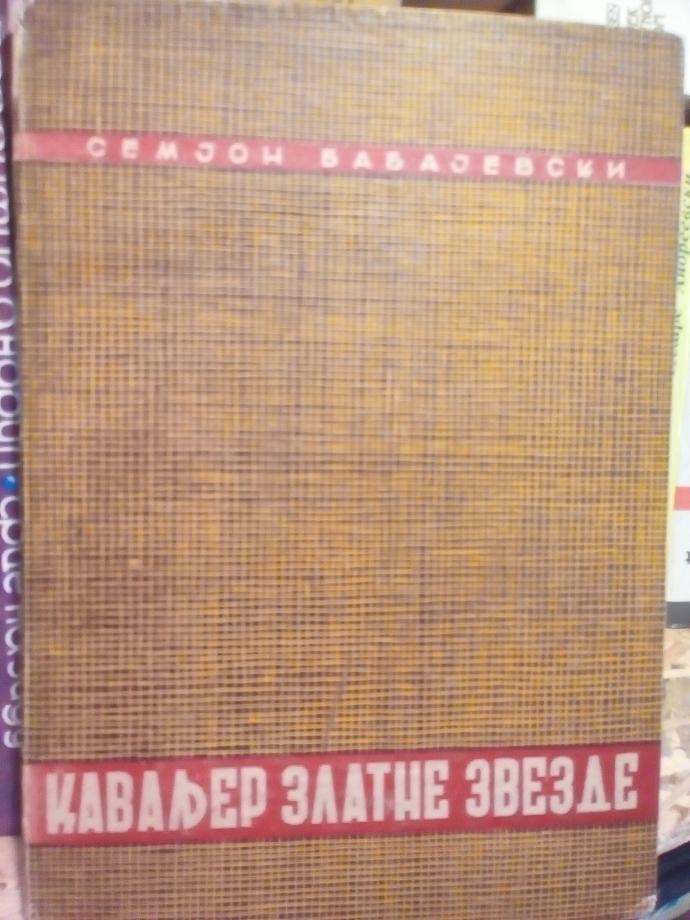 СЕМЈОН БАБАЈЕВСКИ
КАВАЉЕР ЗЛАТНЕ ЗВЕЗДЕ